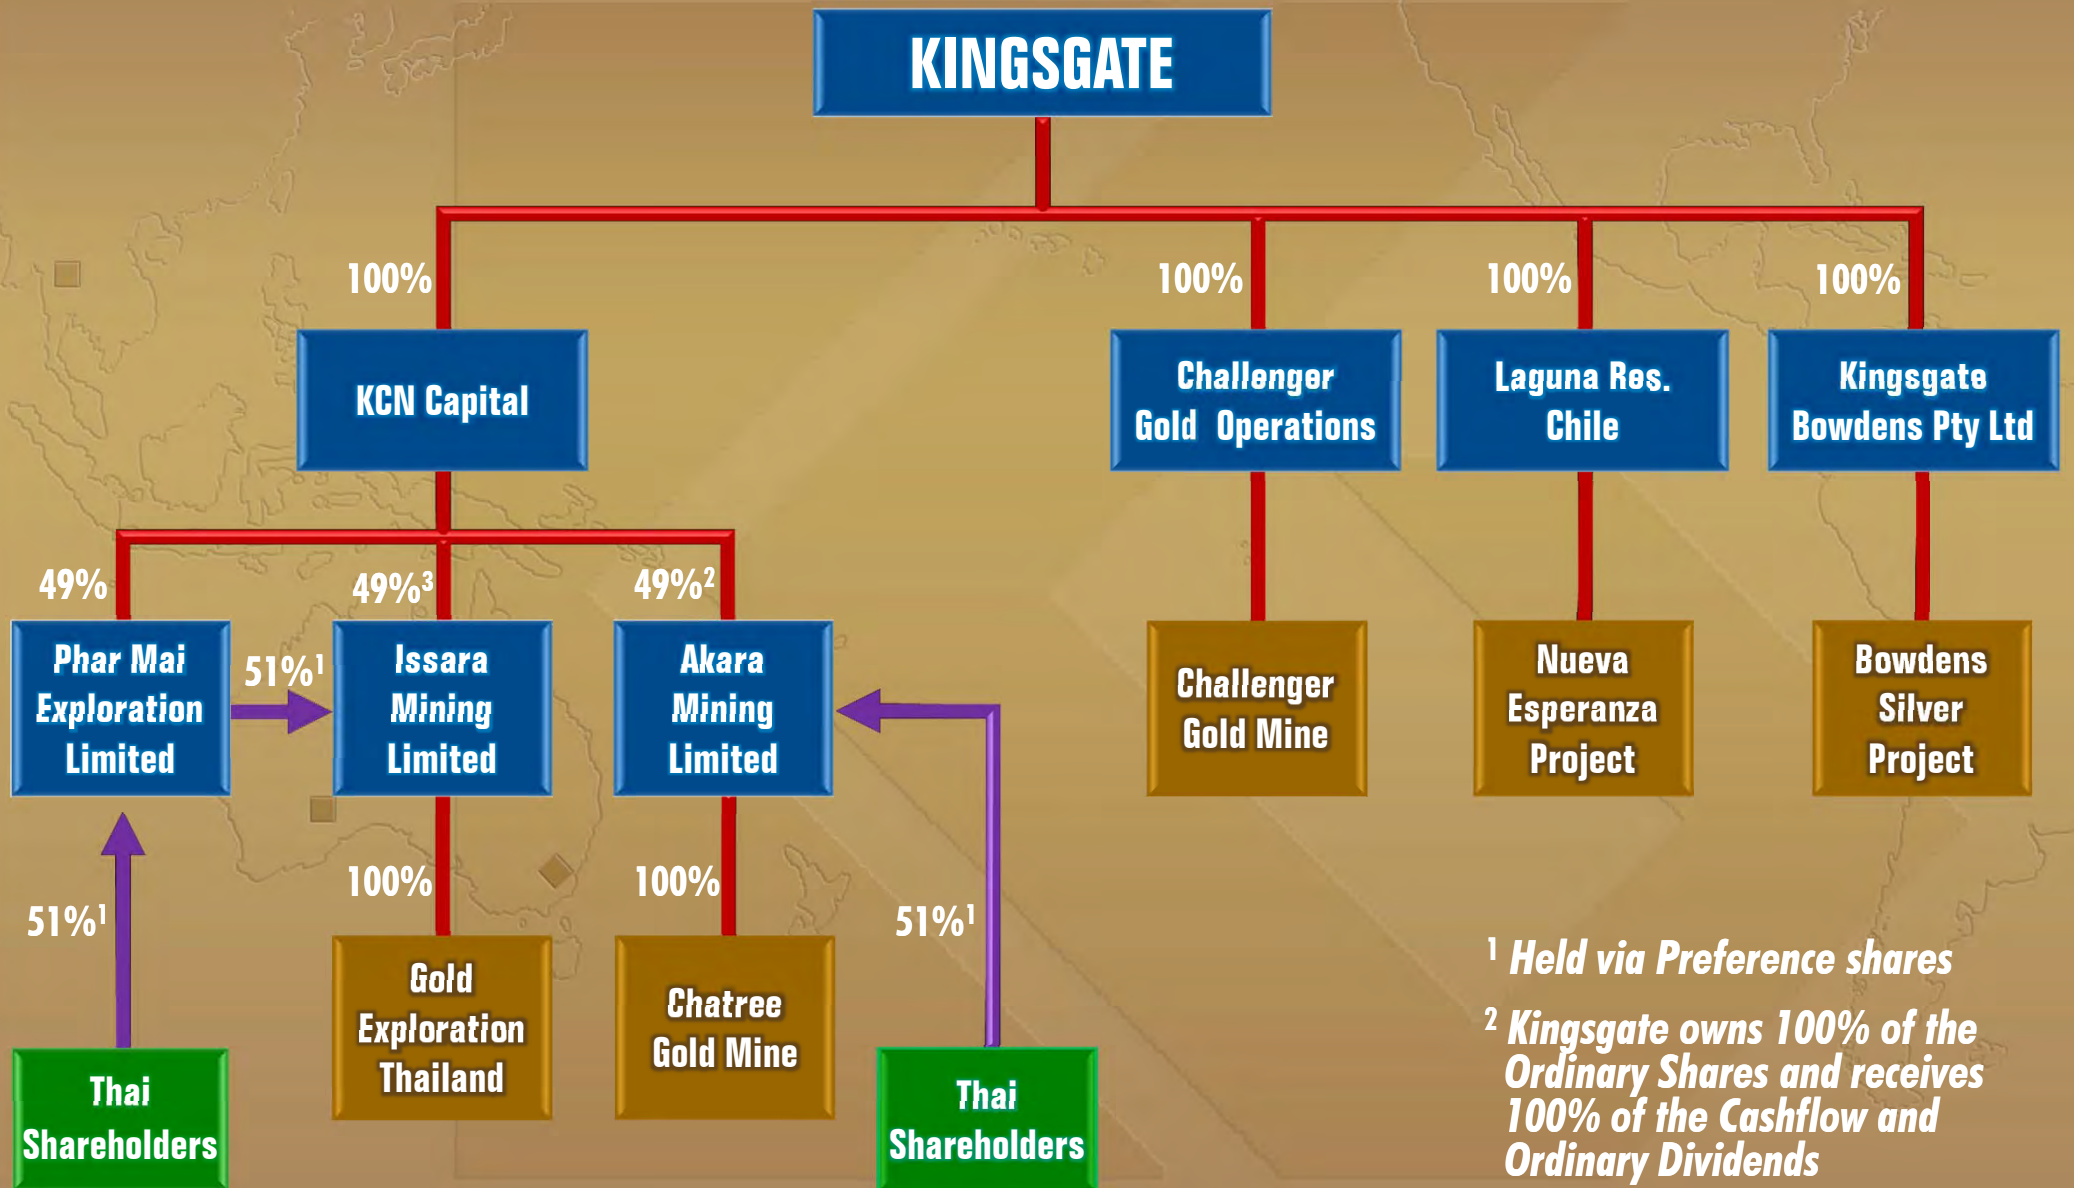 KINGSGATE
100%
100%
100%
100%
KCN Capital
Challenger
Gold Operations
Laguna Res.
Chile
Kingsgate
Bowdens Pty Ltd
49%
49%³
49%²
Phar Mai
Exploration
Limited
51%¹
Issara
Mining
Limited
Akara
Mining
Limited
Challenger
Gold Mine
Nueva
Esperanza
Project
Bowdens
Silver
Project
51%¹
100%
100%
51%¹
Thai
Shareholders
Gold
Exploration
Thailand
Chatree
Gold Mine
Thai
Shareholders
¹ Held via Preference shares
² Kingsgate owns 100% of the
Ordinary Shares and receives
100% of the Cashflow and
Ordinary Dividends